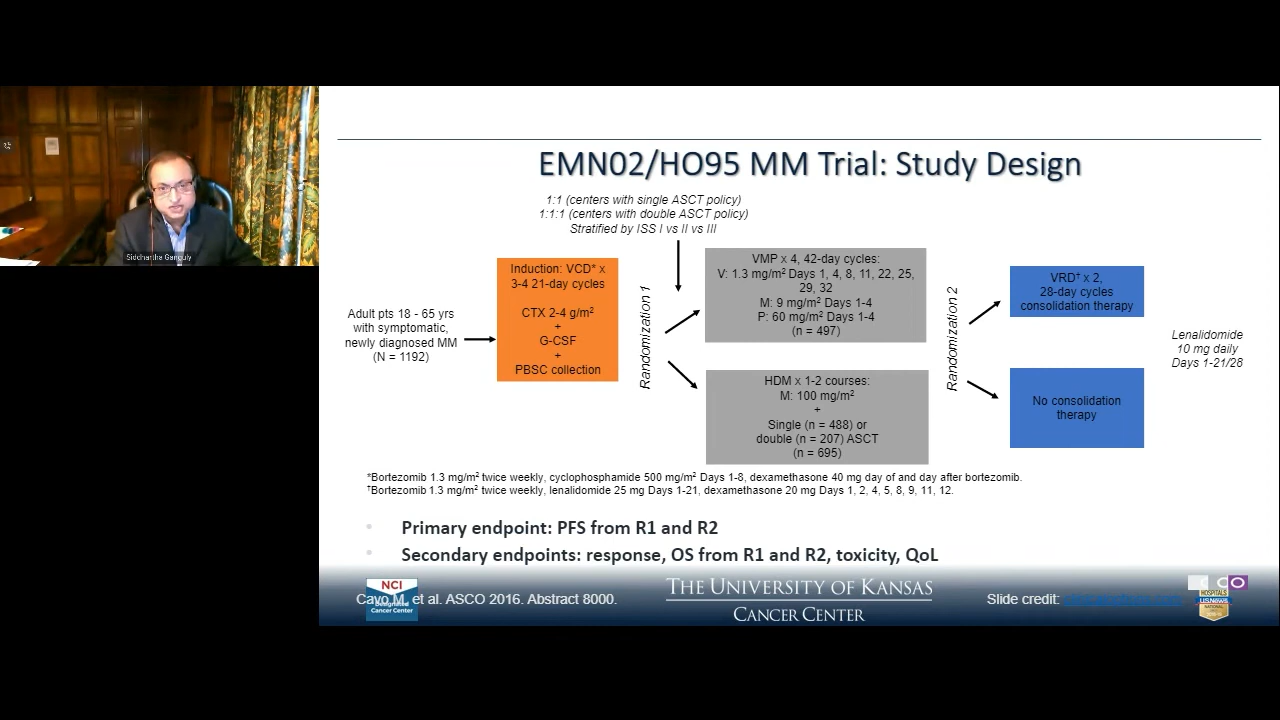 Siddhartha Ganguly
EMN02/HO95 MM Trial: Study Design
1:1 (centers with single ASCT policy)
1:1:1 (centers with double ASCT policy)
Stratified by ISS I vs II vs III
Adult pts 18 - 65 yrs
with symptomatic,
newly diagnosed MM
(N = 1192)
Induction: VCD* x
3-4 21-day cycles
CTX 2-4 g/m²
+
G-CSF
+
PBSC collection
Randomization 1
VMP x 4, 42-day cycles:
V: 1.3 mg/m² Days 1, 4, 8, 11, 22, 25,
29, 32
M: 9 mg/m² Days 1-4
P: 60 mg/m² Days 1-4
(n = 497)
HDM x 1-2 courses:
M: 100 mg/m²
+
Single (n = 488) or
double (n = 207) ASCT
(n = 695)
Randomization 2
VRD† x 2,
28-day cycles
consolidation therapy
No consolidation
therapy
Lenalidomide
10 mg daily
Days 1-21/28
*Bortezomib 1.3 mg/m² twice weekly, cyclophosphamide 500 mg/m² Days 1-8, dexamethasone 40 mg day of and day after bortezomib.
†Bortezomib 1.3 mg/m² twice weekly, lenalidomide 25 mg Days 1-21, dexamethasone 20 mg Days 1, 2, 4, 5, 8, 9, 11, 12.
• Primary endpoint: PFS from R1 and R2
• Secondary endpoints: response, OS from R1 and R2, toxicity, QoL
NCI
Designated
Cancer Center
Cavo M, et al. ASCO 2016. Abstract 8000.
THE UNIVERSITY OF KANSAS
CANCER CENTER
Slide credit:
HOSPITALS
U.S.NEWS
NATIONAL